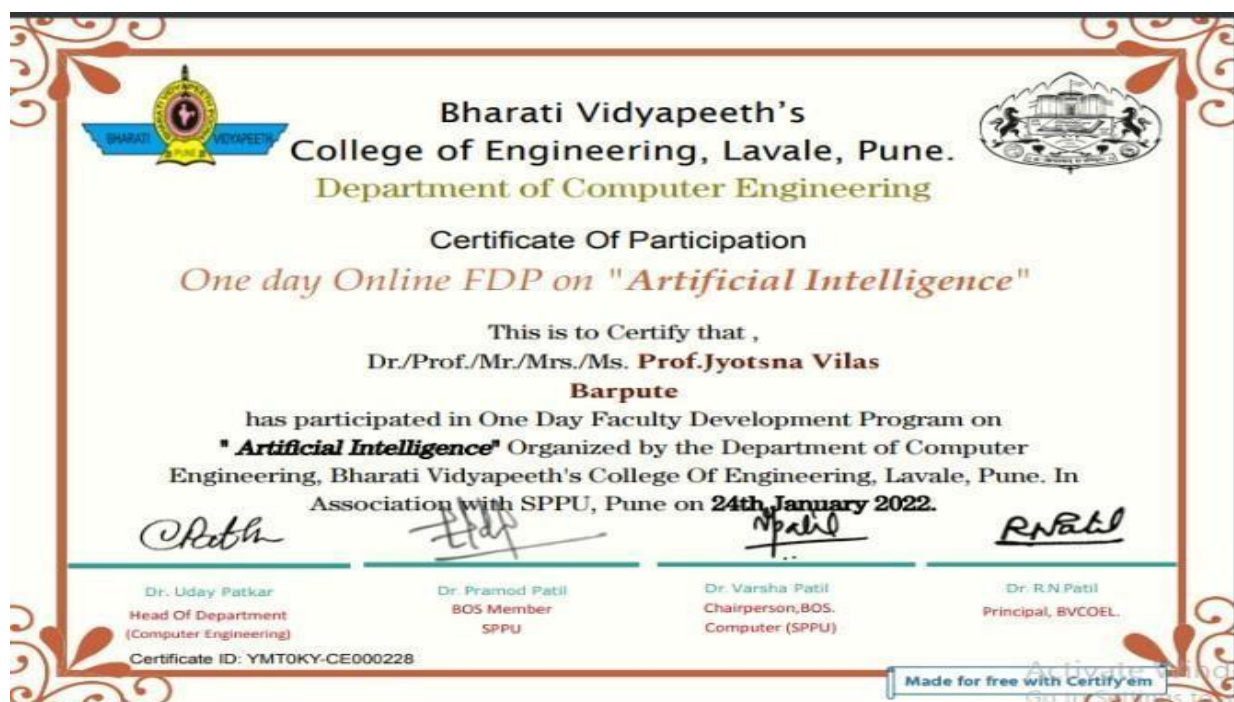 BHARATI VIDYAPEETH
PUNE
Bharati Vidyapeeth's
College of Engineering, Lavale, Pune.
Department of Computer Engineering
Certificate Of Participation
One day Online FDP on "Artificial Intelligence"
This is to Certify that ,
Dr./Prof./Mr./Mrs./Ms. Prof.Jyotsna Vilas
Barpute
has participated in One Day Faculty Development Program on
" Artificial Intelligence" Organized by the Department of Computer
Engineering, Bharati Vidyapeeth's College Of Engineering, Lavale, Pune. In
Association with SPPU, Pune on 24th January 2022.
Dr. Uday Patkar
Head Of Department
(Computer Engineering)
Dr. Pramod Patil
BOS Member
SPPU
Dr. Varsha Patil
Chairperson,BOS.
Computer (SPPU)
Dr. R.N.Patil
Principal, BVCOEL.
Certificate ID: YMT0KY-CE000228
Made for free with Certify'em
Activate